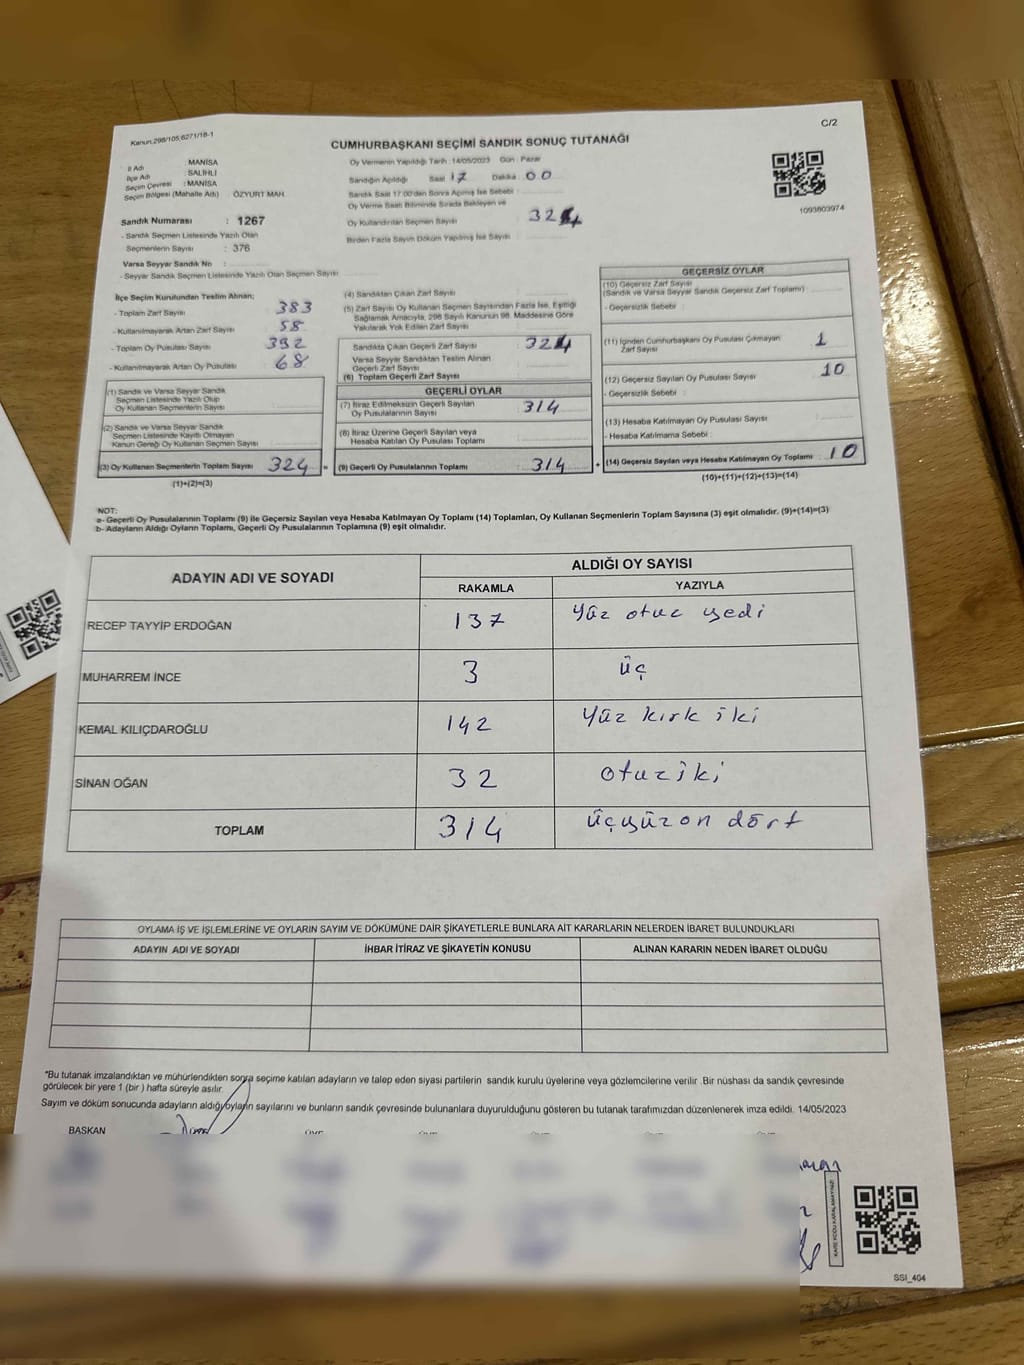 Kanun.298/105,6271/18-1
C/2
CUMHURBAŞKANI SEÇİMİ SANDIK SONUÇ TUTANAĞI
İl Adı : MANİSA
İlçe Adı : SALİHLİ
Seçim Çevresi : MANİSA
Seçim Bölgesi (Mahalle Adı) ÖZYURT MAH.
Sandık Numarası : 1267
- Sandık Seçmen Listesinde Yazılı Olan
Seçmenlerin Sayısı : 376
Varsa Seyyar Sandık No :
- Seyyar Sandık Seçmen Listesinde Yazılı Olan Seçmen Sayısı
Oy Vermenin Yapıldığı Tarih : 14/05/2023 Gün : Pazar
Sandığın Açıldığı Saat 17 Dakika : 00
Sandık Saat 17.00'den Sonra Açılmış İse Sebebi :
Oy Verme Saati Bitiminde Sırada Bekleyen ve
Oy Kullandırılan Seçmen Sayısı 324
Birden Fazla Sayım Döküm Yapılmış İse Sayısı
1093803974
İlçe Seçim Kurulundan Teslim Alınan;
- Toplam Zarf Sayısı 383
- Kullanılmayarak Artan Zarf Sayısı 58
- Toplam Oy Pusulası Sayısı 392
- Kullanılmayarak Artan Oy Pusulası 68
(1) Sandık ve Varsa Seyyar Sandık
Seçmen Listesinde Yazılı Olup
Oy Kullanan Seçmenlerin Sayısı
(2) Sandık ve Varsa Seyyar Sandık
Seçmen Listesinde Kayıtlı Olmayan
Kanun Gereği Oy Kullanan Seçmen Sayısı
(3) Oy Kullanan Seçmenlerin Toplam Sayısı 324
(1)+(2)=(3)
(4) Sandıktan Çıkan Zarf Sayısı
(5) Zarf Sayısı Oy Kullanan Seçmen Sayısından Fazla İse, Eşitliği
Sağlamak Amacıyla, 298 Sayılı Kanunun 98. Maddesine Göre
Yakılarak Yok Edilen Zarf Sayısı
Sandıkta Çıkan Geçerli Zarf Sayısı 324
Varsa Seyyar Sandıktan Teslim Alınan
Geçerli Zarf Sayısı
(6) Toplam Geçerli Zarf Sayısı
GEÇERLİ OYLAR
(7) İtiraz Edilmeksizin Geçerli Sayılan
Oy Pusulalarının Sayısı 314
(8) İtiraz Üzerine Geçerli Sayılan veya
Hesaba Katılan Oy Pusulası Toplamı
(9) Geçerli Oy Pusulalarının Toplamı : 314
GEÇERSİZ OYLAR
(10) Geçersiz Zarf Sayısı
(Sandık ve Varsa Seyyar Sandık Geçersiz Zarf Toplamı)
- Geçersizlik Sebebi :
(11) İçinden Cumhurbaşkanı Oy Pusulası Çıkmayan
Zarf Sayısı 1
(12) Geçersiz Sayılan Oy Pusulası Sayısı 10
- Geçersizlik Sebebi :
(13) Hesaba Katılmayan Oy Pusulası Sayısı
- Hesaba Katılmama Sebebi :
(14) Geçersiz Sayılan veya Hesaba Katılmayan Oy Toplamı : 10
(10)+(11)+(12)+(13)=(14)
NOT:
a- Geçerli Oy Pusulalarının Toplamı (9) ile Geçersiz Sayılan veya Hesaba Katılmayan Oy Toplamı (14) Toplamları, Oy Kullanan Seçmenlerin Toplam Sayısına (3) eşit olmalıdır. (9)+(14)=(3)
b- Adayların Aldığı Oyların Toplamı, Geçerli Oy Pusulalarının Toplamına (9) eşit olmalıdır.
ADAYIN ADI VE SOYADI ALDIĞI OY SAYISI
RAKAMLA YAZIYLA
RECEP TAYYİP ERDOĞAN 137 Yüz otuz yedi
MUHARREM İNCE 3 üç
KEMAL KILIÇDAROĞLU 142 Yüz kırk iki
SİNAN OĞAN 32 otuziki
TOPLAM 314 üçyüzon dört
OYLAMA İŞ VE İŞLEMLERİNE VE OYLARIN SAYIM VE DÖKÜMÜNE DAİR ŞİKAYETLERLE BUNLARA AİT KARARLARIN NELERDEN İBARET BULUNDUKLARI
ADAYIN ADI VE SOYADI İHBAR İTİRAZ VE ŞİKAYETİN KONUSU ALINAN KARARIN NEDEN İBARET OLDUĞU
*Bu tutanak imzalandıktan ve mühürlendikten sonra seçime katılan adayların ve talep eden siyasi partilerin sandık kurulu üyelerine veya gözlemcilerine verilir .Bir nüshası da sandık çevresinde
görülecek bir yere 1 (bir ) hafta süreyle asılır.
Sayım ve döküm sonucunda adayların aldığı oyların sayılarını ve bunların sandık çevresinde bulunanlara duyurulduğunu gösteren bu tutanak tarafımızdan düzenlenerek imza edildi. 14/05/2023
BAŞKAN
KARE KODU KARALAMAYINIZ!
SSI_404